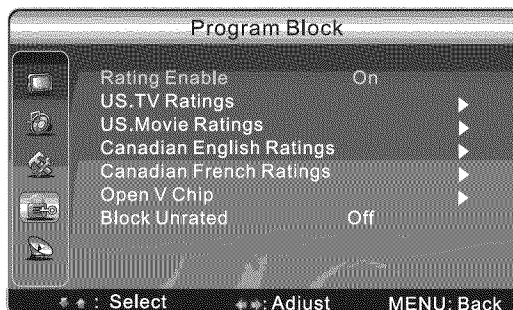 Program Block
Rating Enable On
US.TV Ratings
US.Movie Ratings
Canadian English Ratings
Canadian French Ratings
Open V Chip
Block Unrated Off
: Select : Adjust MENU: Back